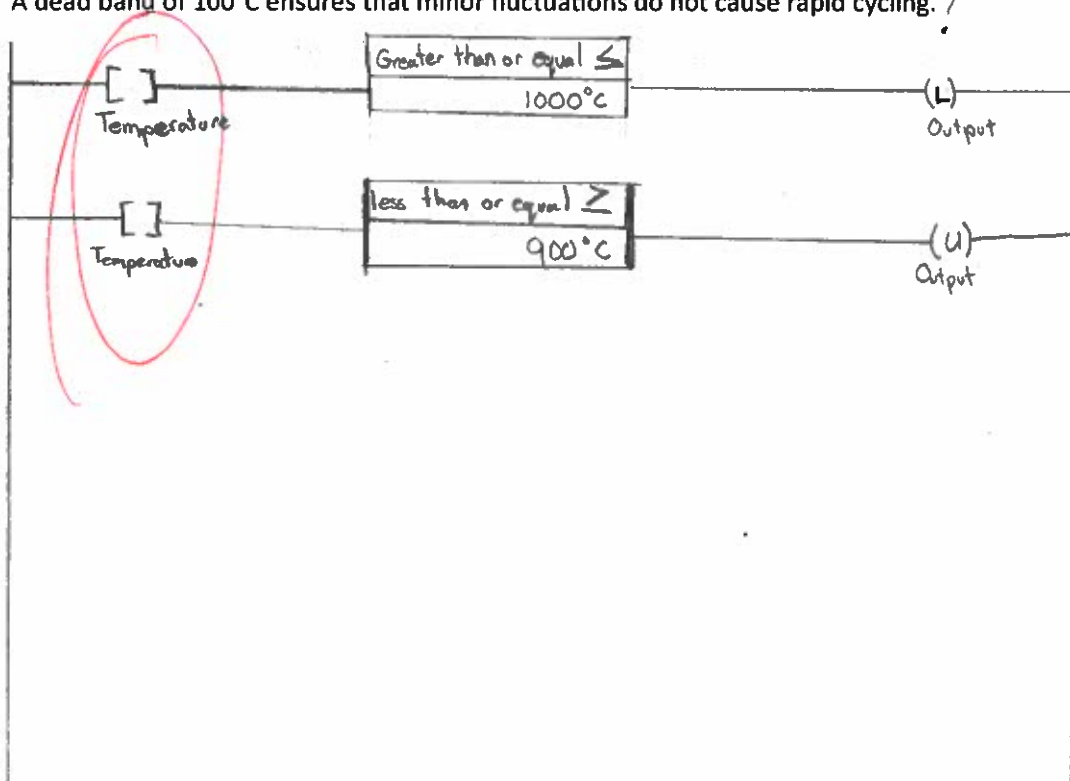 A dead band of 100°C ensures that minor fluctuations do not cause rapid cycling.
Greater than or equal ≤
1000°C
[ ]
Temperature
(L)
Output
less than or equal ≥
900°C
[ ]
Temperature
(U)
Output